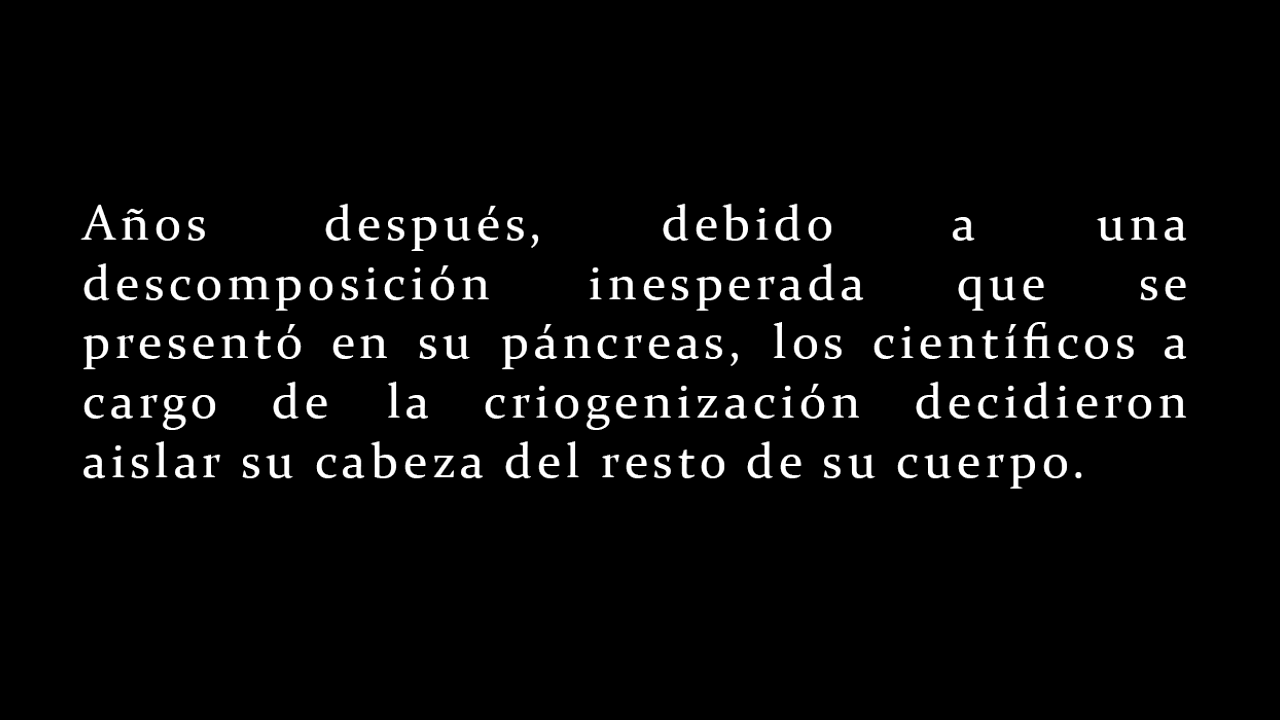 Años después, debido a una
descomposición inesperada que se
presentó en su páncreas, los científicos a
cargo de la criogenización decidieron
aislar su cabeza del resto de su cuerpo.